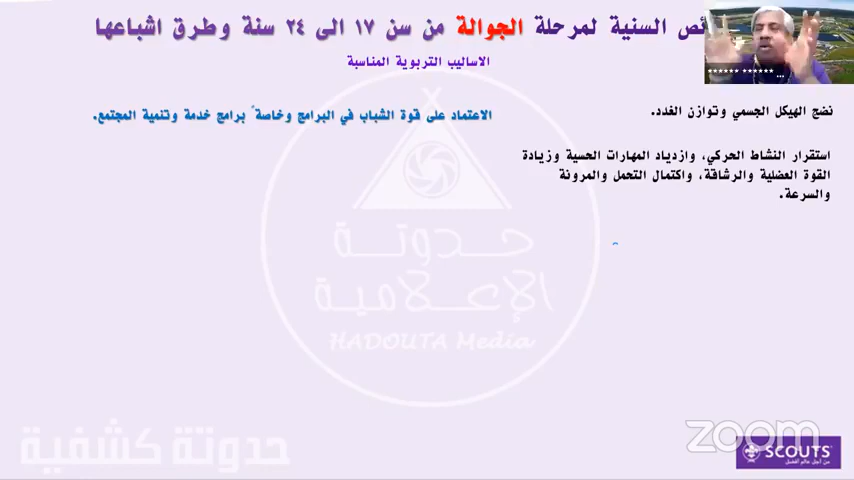 ئص السنية لمرحلة الجوالة من سن ١٧ الى ٢٤ سنة وطرق اشباعها
الاساليب التربوية المناسبة
نضج الهيكل الجسمي وتوازن الغدد.
الاعتماد على قوة الشباب في البرامج وخاصة ً برامج خدمة وتنمية المجتمع.
استقرار النشاط الحركي، وازدياد المهارات الحسية وزيادة
القوة العضلية والرشاقة، واكتمال التحمل والمرونة
والسرعة.
حدوتة
الإعلامية
HADOUTA Media
حدوتة كشفية
zoom
SCOUTS
من أجل عالم أفضل